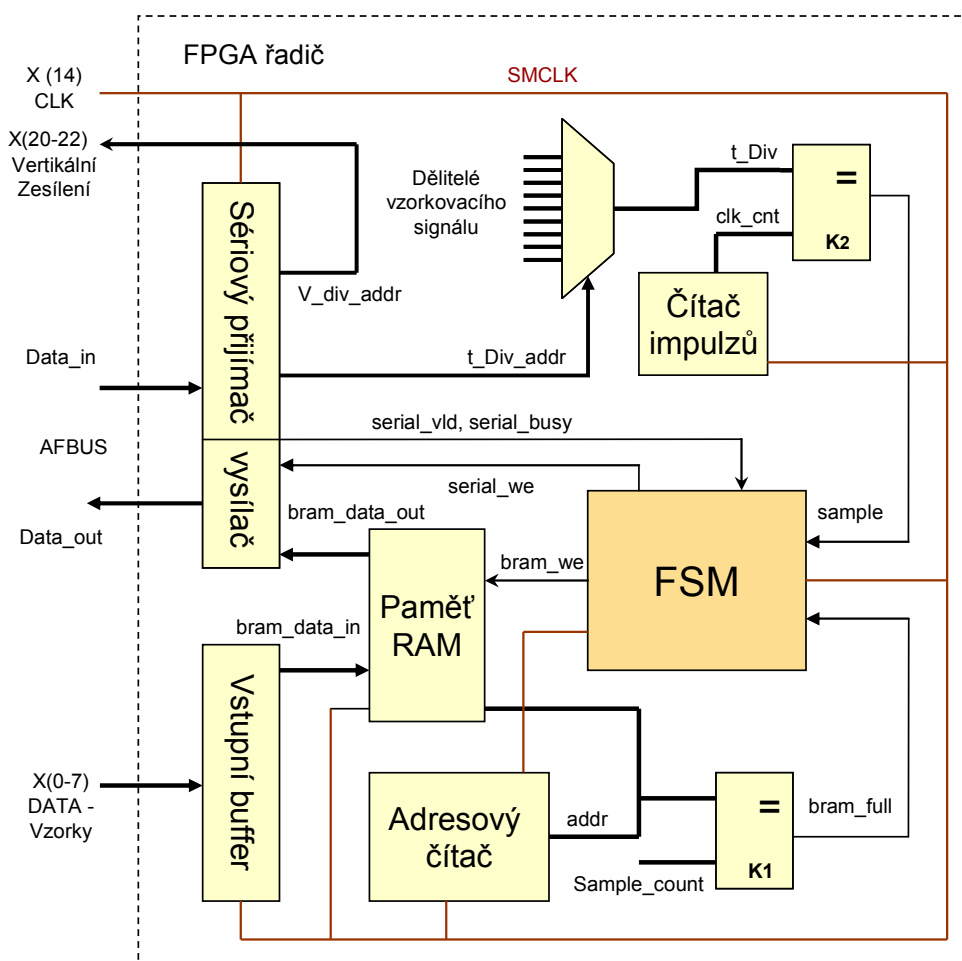 FPGA řadič
X (14)
CLK
SMCLK
X(20-22)
Vertikální
Zesílení
Dělitelé
vzorkovacího
signálu
t_Div
=
K2
clk_cnt
Sériový přijímač
V_div_addr
Čítač
impulzů
Data_in
t_Div_addr
serial_vld, serial_busy
AFBUS
vysílač
serial_we
bram_data_out
sample
Data_out
bram_we
FSM
Paměť
RAM
bram_data_in
Vstupní buffer
X(0-7)
DATA -
Vzorky
Adresový
čítač
addr
=
K1
bram_full
Sample_count